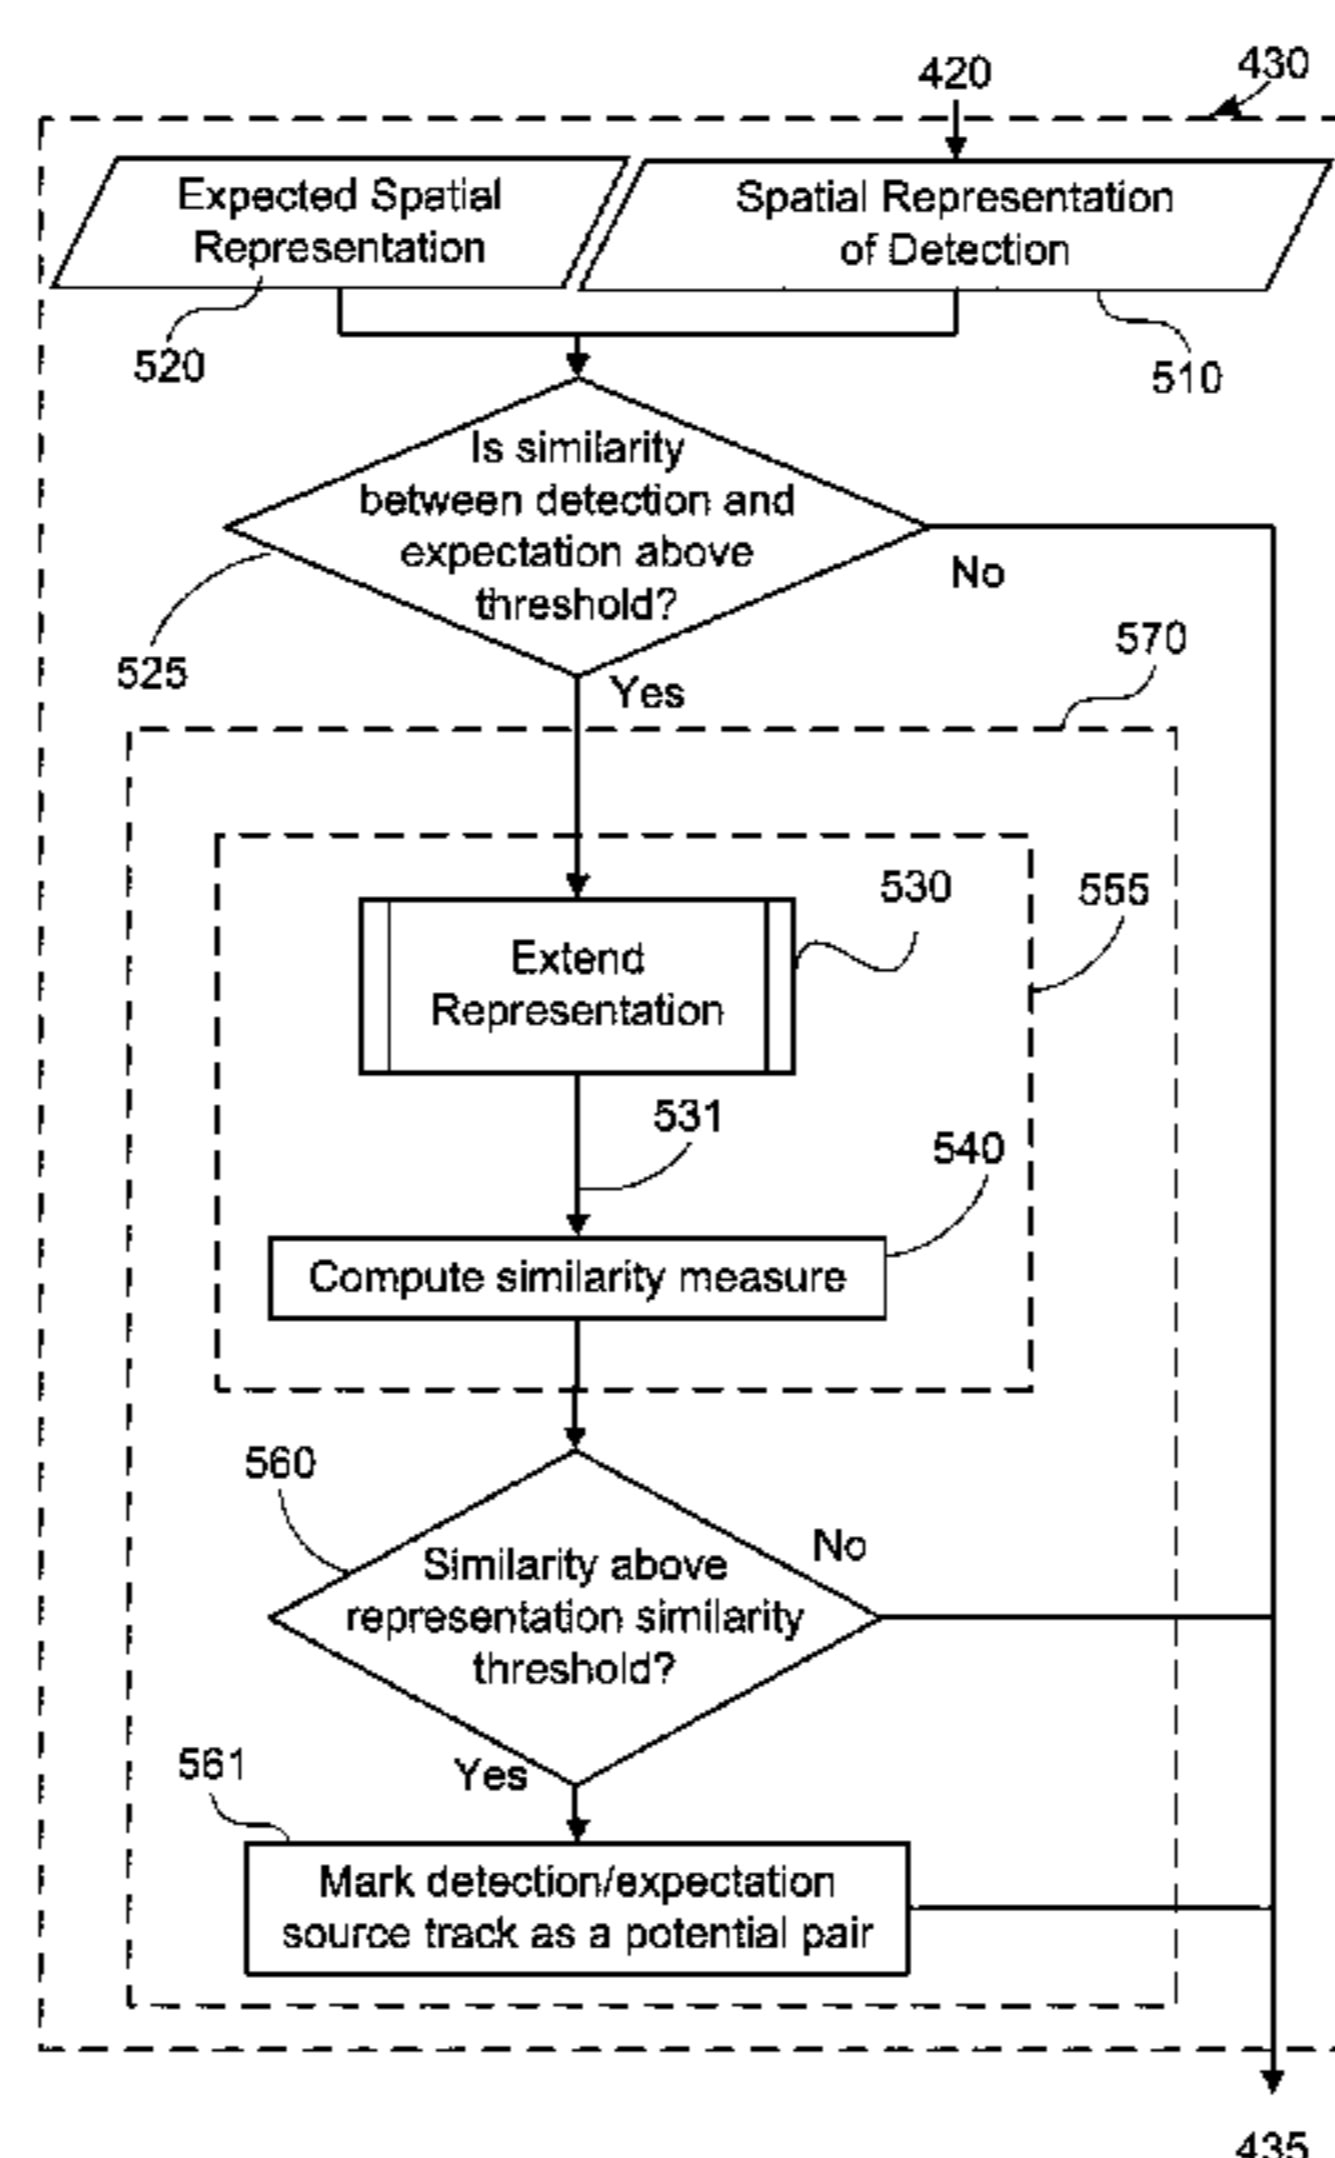 420
430
Expected Spatial
Representation
Spatial Representation
of Detection
520
510
Is similarity
between detection and
expectation above
threshold?
No
525
Yes
570
530
555
Extend
Representation
531
540
Compute similarity measure
560
No
Similarity above
representation similarity
threshold?
561
Yes
Mark detection/expectation
source track as a potential pair
435